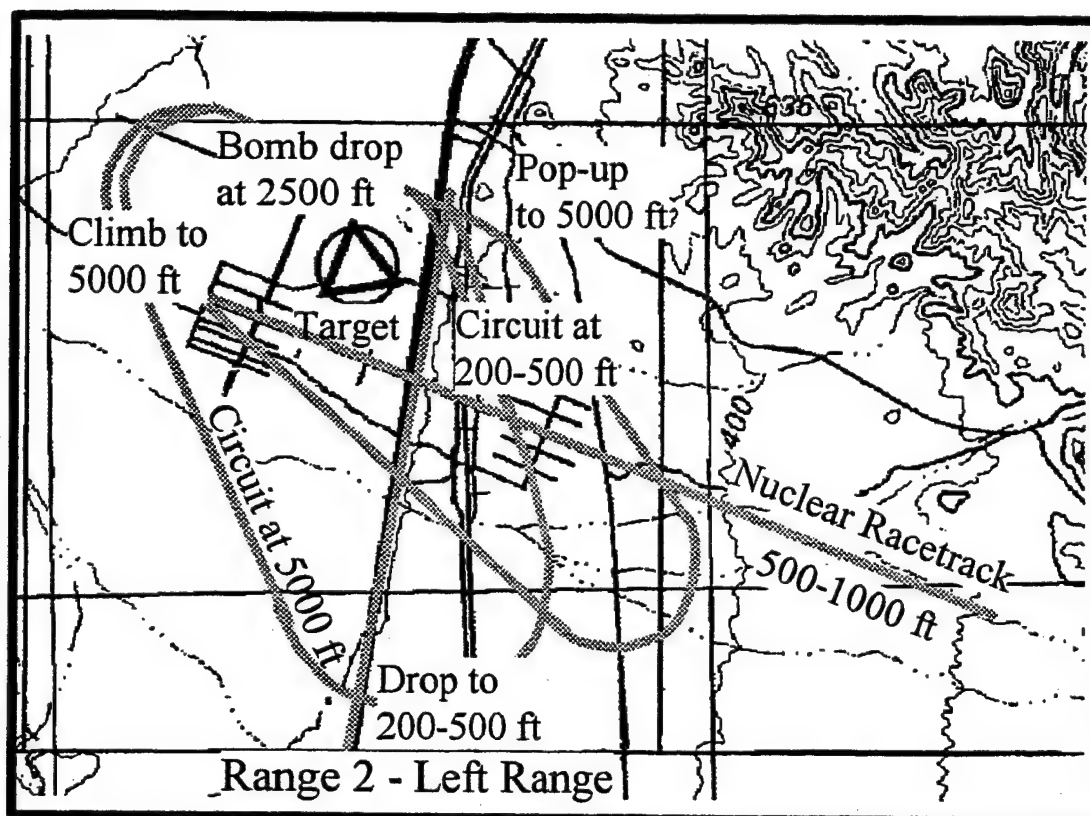 636
Bomb drop
at 2500 ft
Pop-up
to 5000 ft?
Climb to
5000 ft
Target
Circuit at
200-500 ft
400
Circuit at 5000 ft
Nuclear Racetrack
500-1000 ft
Drop to
200-500 ft
Range 2 - Left Range